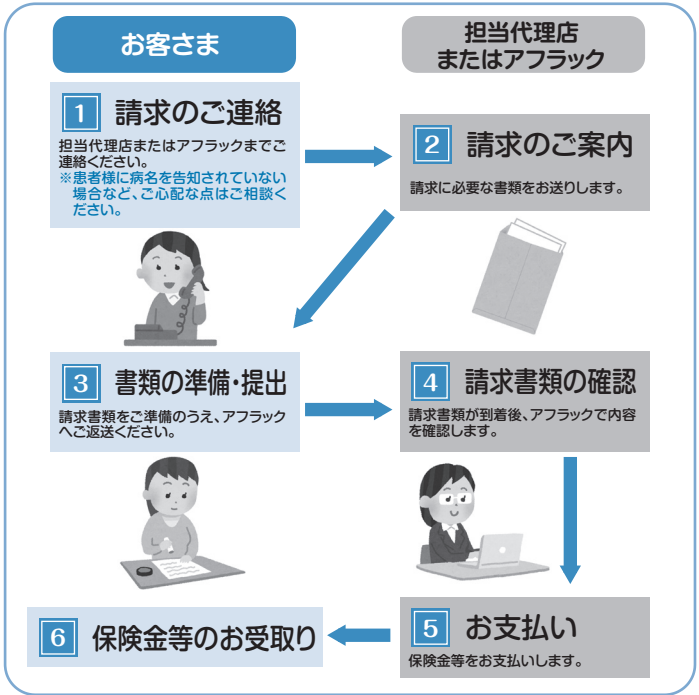 お客さま
担当代理店
またはアフラック
1 請求のご連絡
担当代理店またはアフラックまでご
連絡ください。
※患者様に病名を告知されていない
場合など、ご心配な点はご相談く
ださい。
2 請求のご案内
請求に必要な書類をお送りします。
3 書類の準備・提出
請求書類をご準備のうえ、アフラック
へご返送ください。
4 請求書類の確認
請求書類が到着後、アフラックで内容
を確認します。
5 お支払い
保険金等をお支払いします。
6 保険金等のお受取り